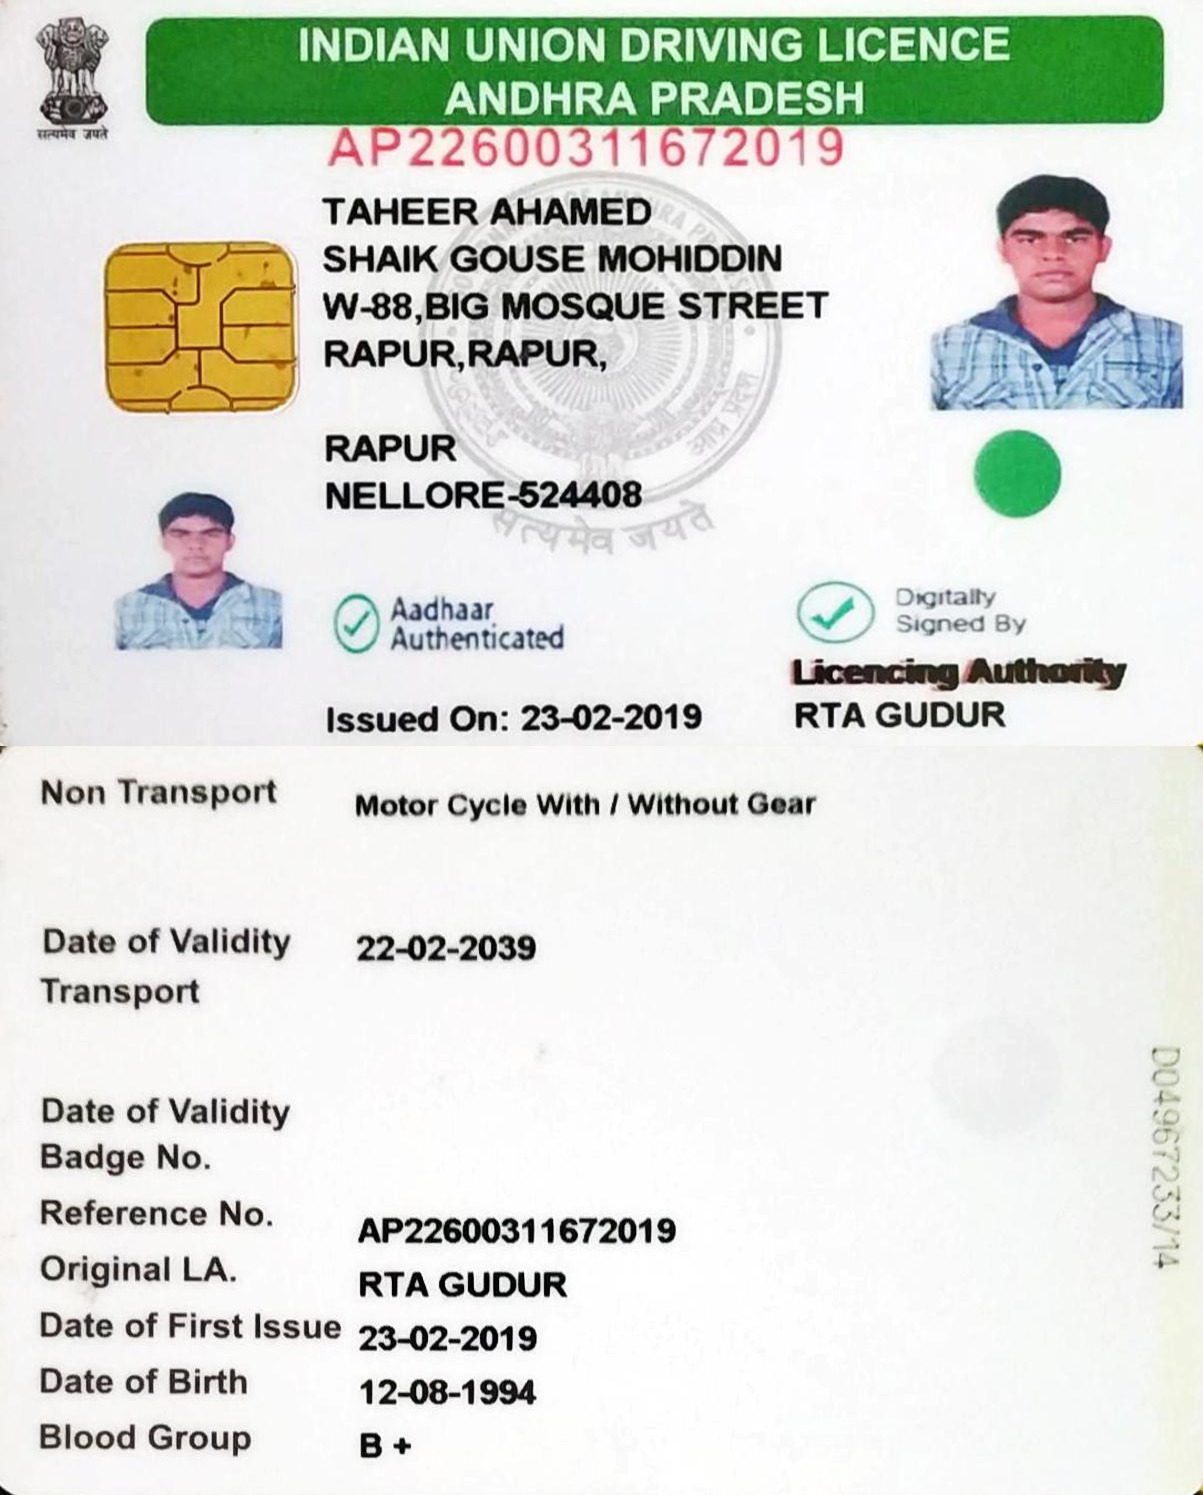 INDIAN UNION DRIVING LICENCE
ANDHRA PRADESH
सत्यमेव जयते
AP22600311672019
TAHEER AHAMED
SHAIK GOUSE MOHIDDIN
W-88,BIG MOSQUE STREET
RAPUR,RAPUR,
RAPUR
NELLORE-524408
सत्यमेव जयते
Aadhaar
Authenticated
Digitally
Signed By
Licencing Authority
Issued On: 23-02-2019
RTA GUDUR
Non Transport Motor Cycle With / Without Gear
Date of Validity 22-02-2039
Transport
Date of Validity
Badge No.
Reference No. AP22600311672019
Original LA. RTA GUDUR
Date of First Issue 23-02-2019
Date of Birth 12-08-1994
Blood Group B +
D04967233/14